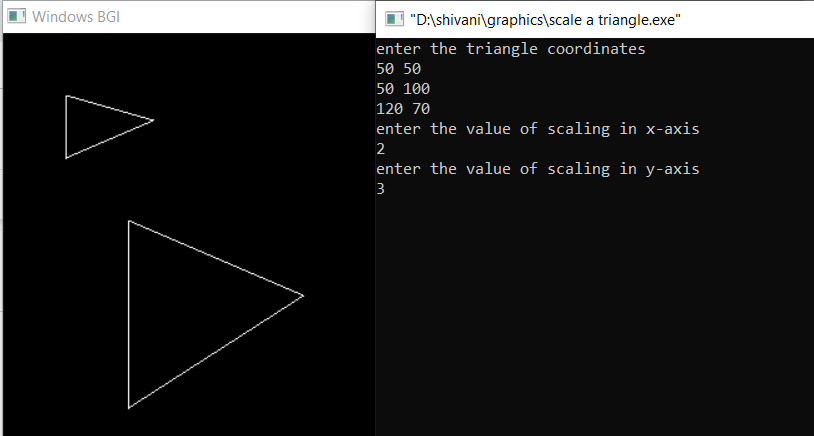 Windows BGI
"D:\shivani\graphics\scale a triangle.exe"
enter the triangle coordinates
50 50
50 100
120 70
enter the value of scaling in x-axis
2
enter the value of scaling in y-axis
3